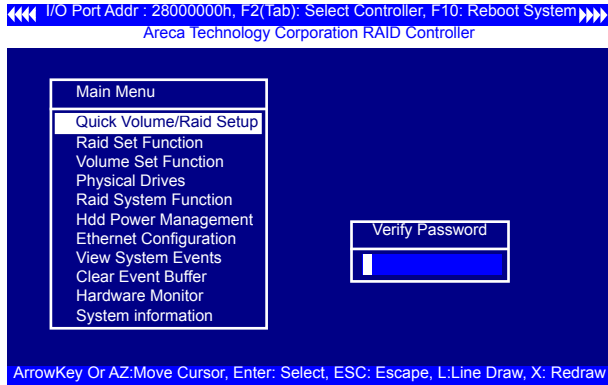 I/O Port Addr : 28000000h, F2(Tab): Select Controller, F10: Reboot System
Areca Technology Corporation RAID Controller
Main Menu
Quick Volume/Raid Setup
Raid Set Function
Volume Set Function
Physical Drives
Raid System Function
Hdd Power Management
Ethernet Configuration
View System Events
Clear Event Buffer
Hardware Monitor
System information
Verify Password
ArrowKey Or AZ:Move Cursor, Enter: Select, ESC: Escape, L:Line Draw, X: Redraw